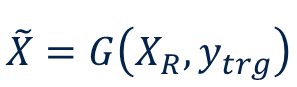 X̃ = G(X_R, y_trg)